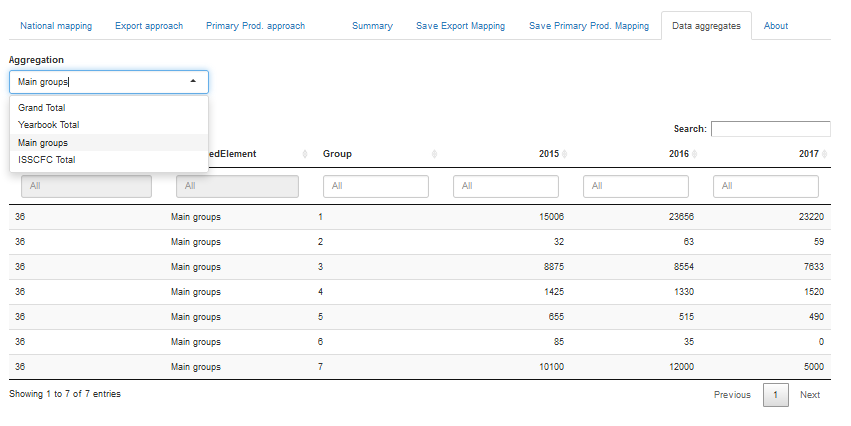 National mapping Export approach Primary Prod. approach Summary Save Export Mapping Save Primary Prod. Mapping Data aggregates About
Aggregation
Main groups
Grand Total
Yearbook Total
Main groups
ISSCFC Total
Search:
edElement Group 2015 2016 2017
All All All All All All
36 Main groups 1 15006 23656 23220
36 Main groups 2 32 63 59
36 Main groups 3 8875 8554 7633
36 Main groups 4 1425 1330 1520
36 Main groups 5 655 515 490
36 Main groups 6 85 35 0
36 Main groups 7 10100 12000 5000
Showing 1 to 7 of 7 entries Previous 1 Next